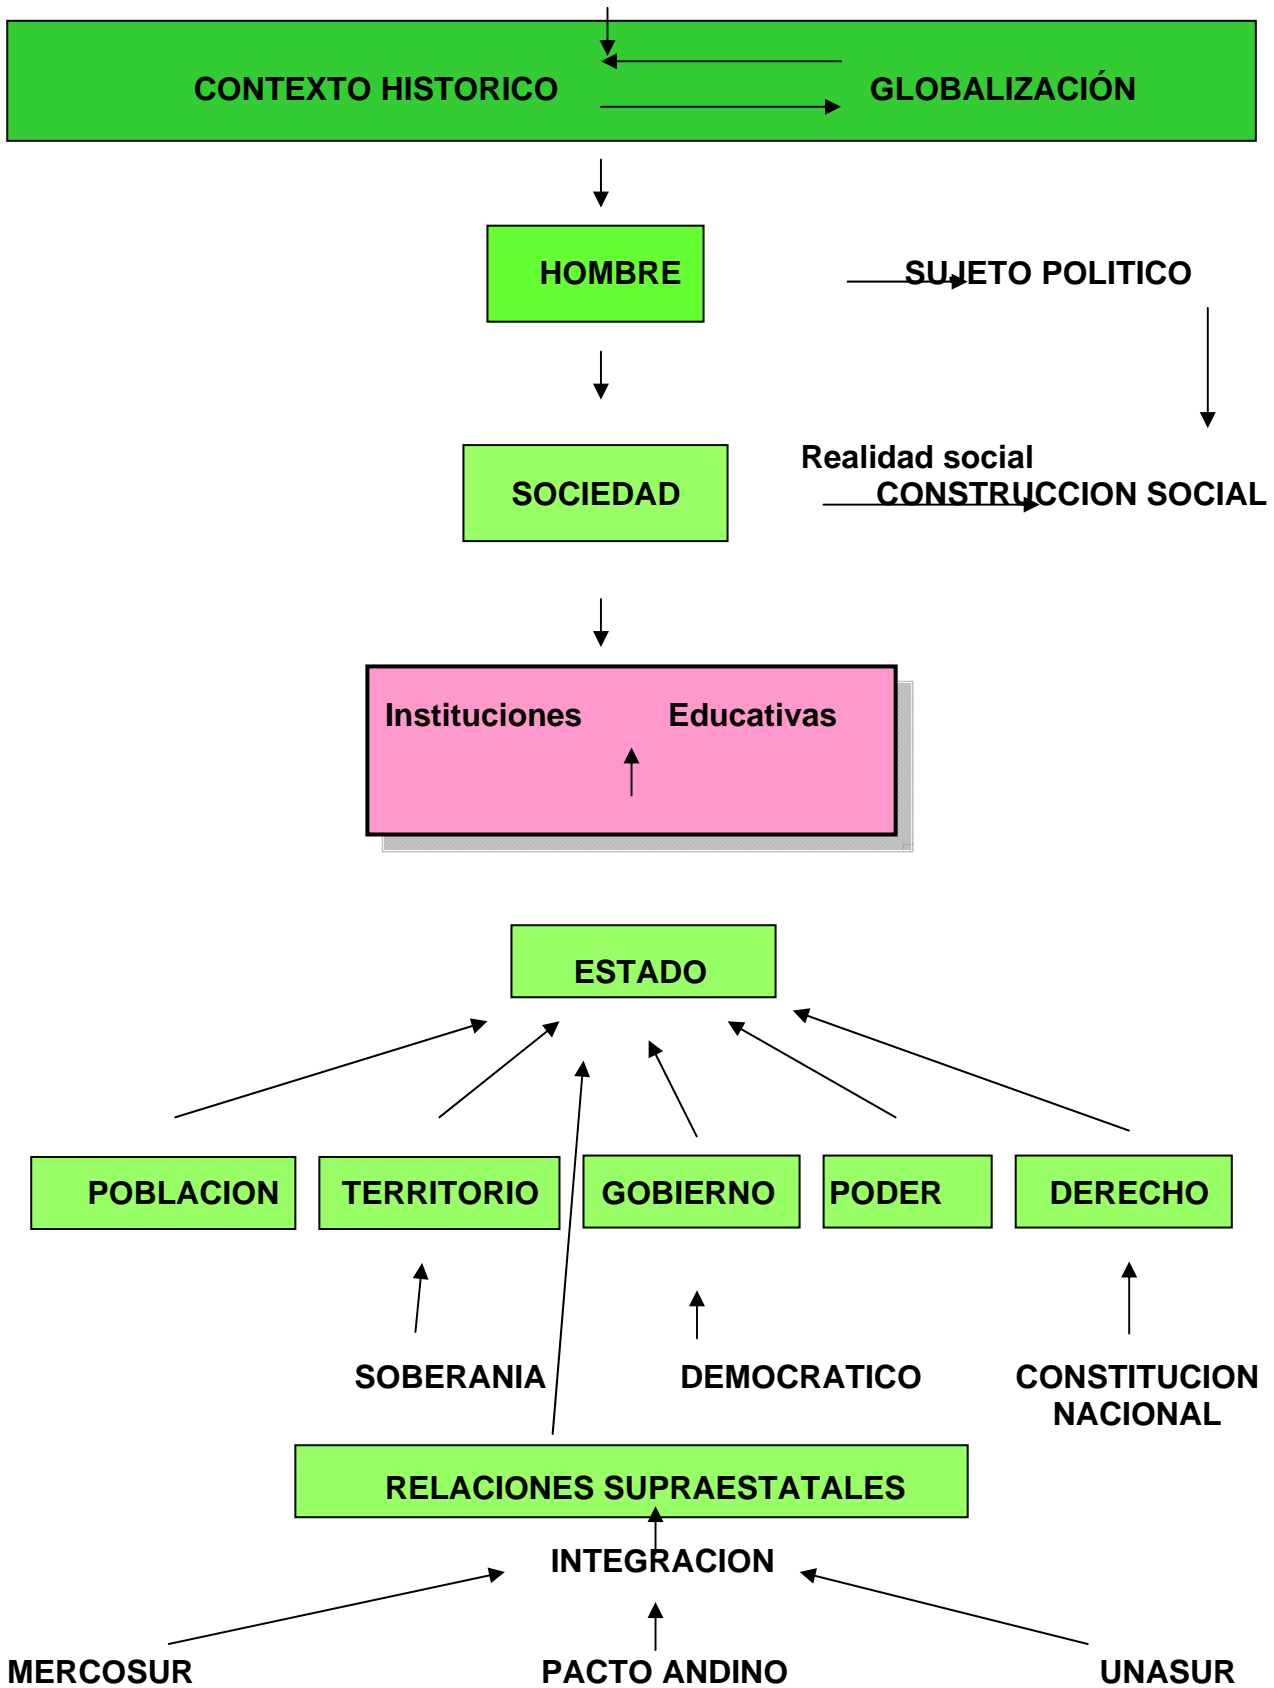 CONTEXTO HISTORICO GLOBALIZACIÓN
HOMBRE SUJETO POLITICO
Realidad social
SOCIEDAD CONSTRUCCION SOCIAL
Instituciones Educativas
ESTADO
POBLACION TERRITORIO GOBIERNO PODER DERECHO
SOBERANIA DEMOCRATICO CONSTITUCION
NACIONAL
RELACIONES SUPRAESTATALES
INTEGRACION
MERCOSUR PACTO ANDINO UNASUR